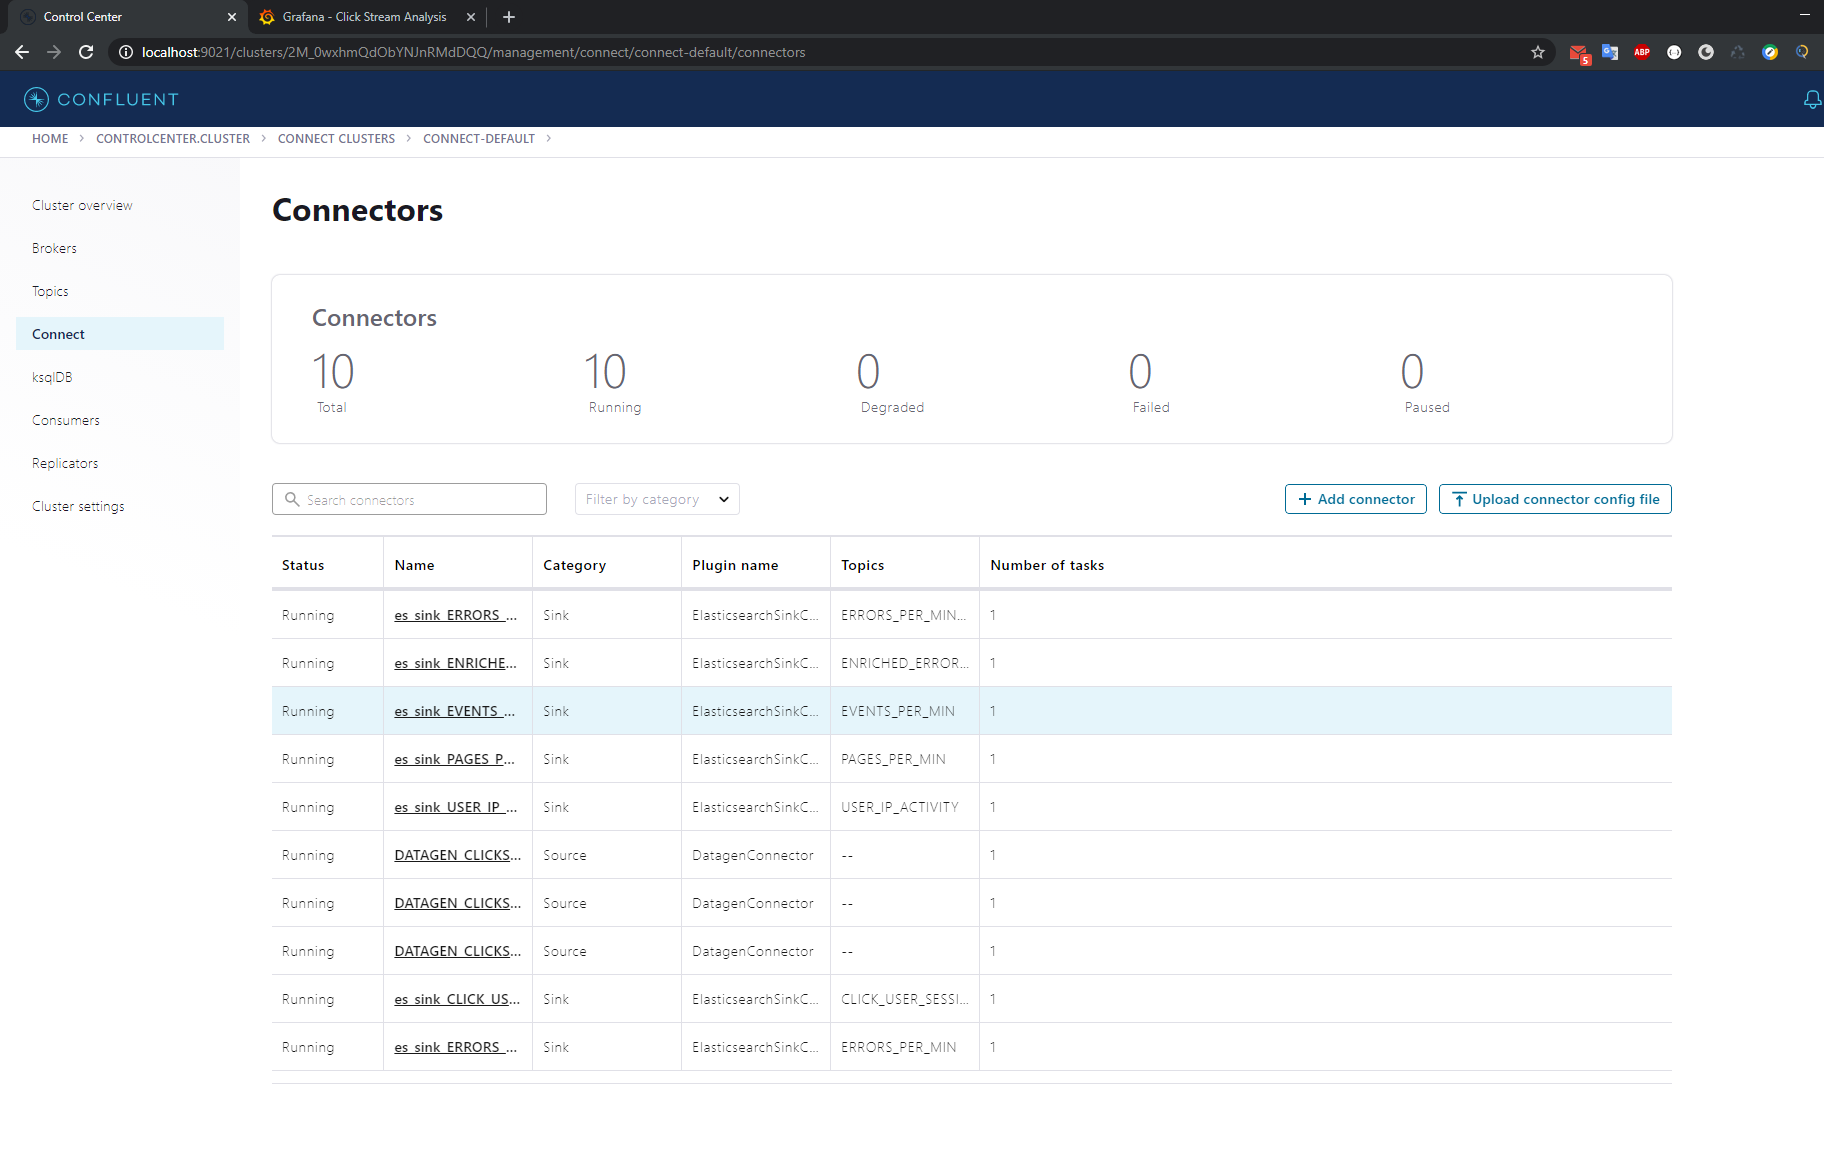 Control Center
Grafana - Click Stream Analysis
localhost:9021/clusters/2M_0wxhmQdObYNJnRMdDQQ/management/connect/connect-default/connectors
5
ABP
CONFLUENT
HOME > CONTROLCENTER.CLUSTER > CONNECT CLUSTERS > CONNECT-DEFAULT >
Cluster overview
Brokers
Topics
Connect
ksqlDB
Consumers
Replicators
Cluster settings
Connectors
Connectors
10 10 0 0 0
Total Running Degraded Failed Paused
Search connectors Filter by category + Add connector Upload connector config file
Status Name Category Plugin name Topics Number of tasks
Running es_sink_ERRORS_... Sink ElasticsearchSinkC... ERRORS_PER_MIN... 1
Running es_sink_ENRICHE... Sink ElasticsearchSinkC... ENRICHED_ERROR... 1
Running es_sink_EVENTS_... Sink ElasticsearchSinkC... EVENTS_PER_MIN 1
Running es_sink_PAGES_P... Sink ElasticsearchSinkC... PAGES_PER_MIN 1
Running es_sink_USER_IP_... Sink ElasticsearchSinkC... USER_IP_ACTIVITY 1
Running DATAGEN_CLICKS... Source DatagenConnector -- 1
Running DATAGEN_CLICKS... Source DatagenConnector -- 1
Running DATAGEN_CLICKS... Source DatagenConnector -- 1
Running es_sink_CLICK_US... Sink ElasticsearchSinkC... CLICK_USER_SESSI... 1
Running es_sink_ERRORS_... Sink ElasticsearchSinkC... ERRORS_PER_MIN 1